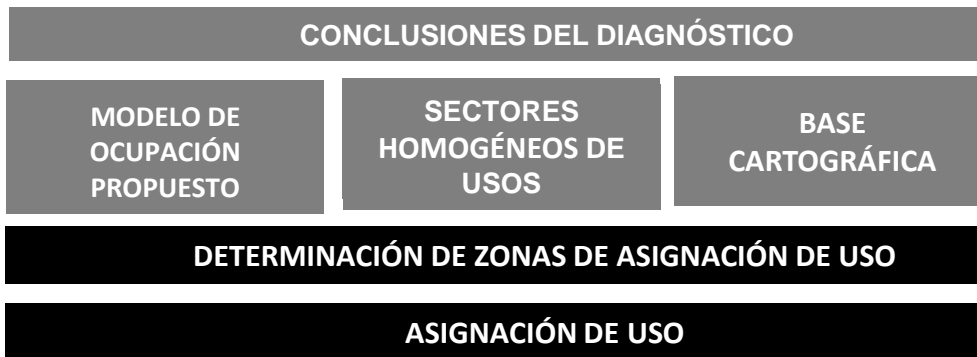 CONCLUSIONES DEL DIAGNÓSTICO
MODELO DE
OCUPACIÓN
PROPUESTO
SECTORES
HOMOGÉNEOS DE
USOS
BASE
CARTOGRÁFICA
DETERMINACIÓN DE ZONAS DE ASIGNACIÓN DE USO
ASIGNACIÓN DE USO